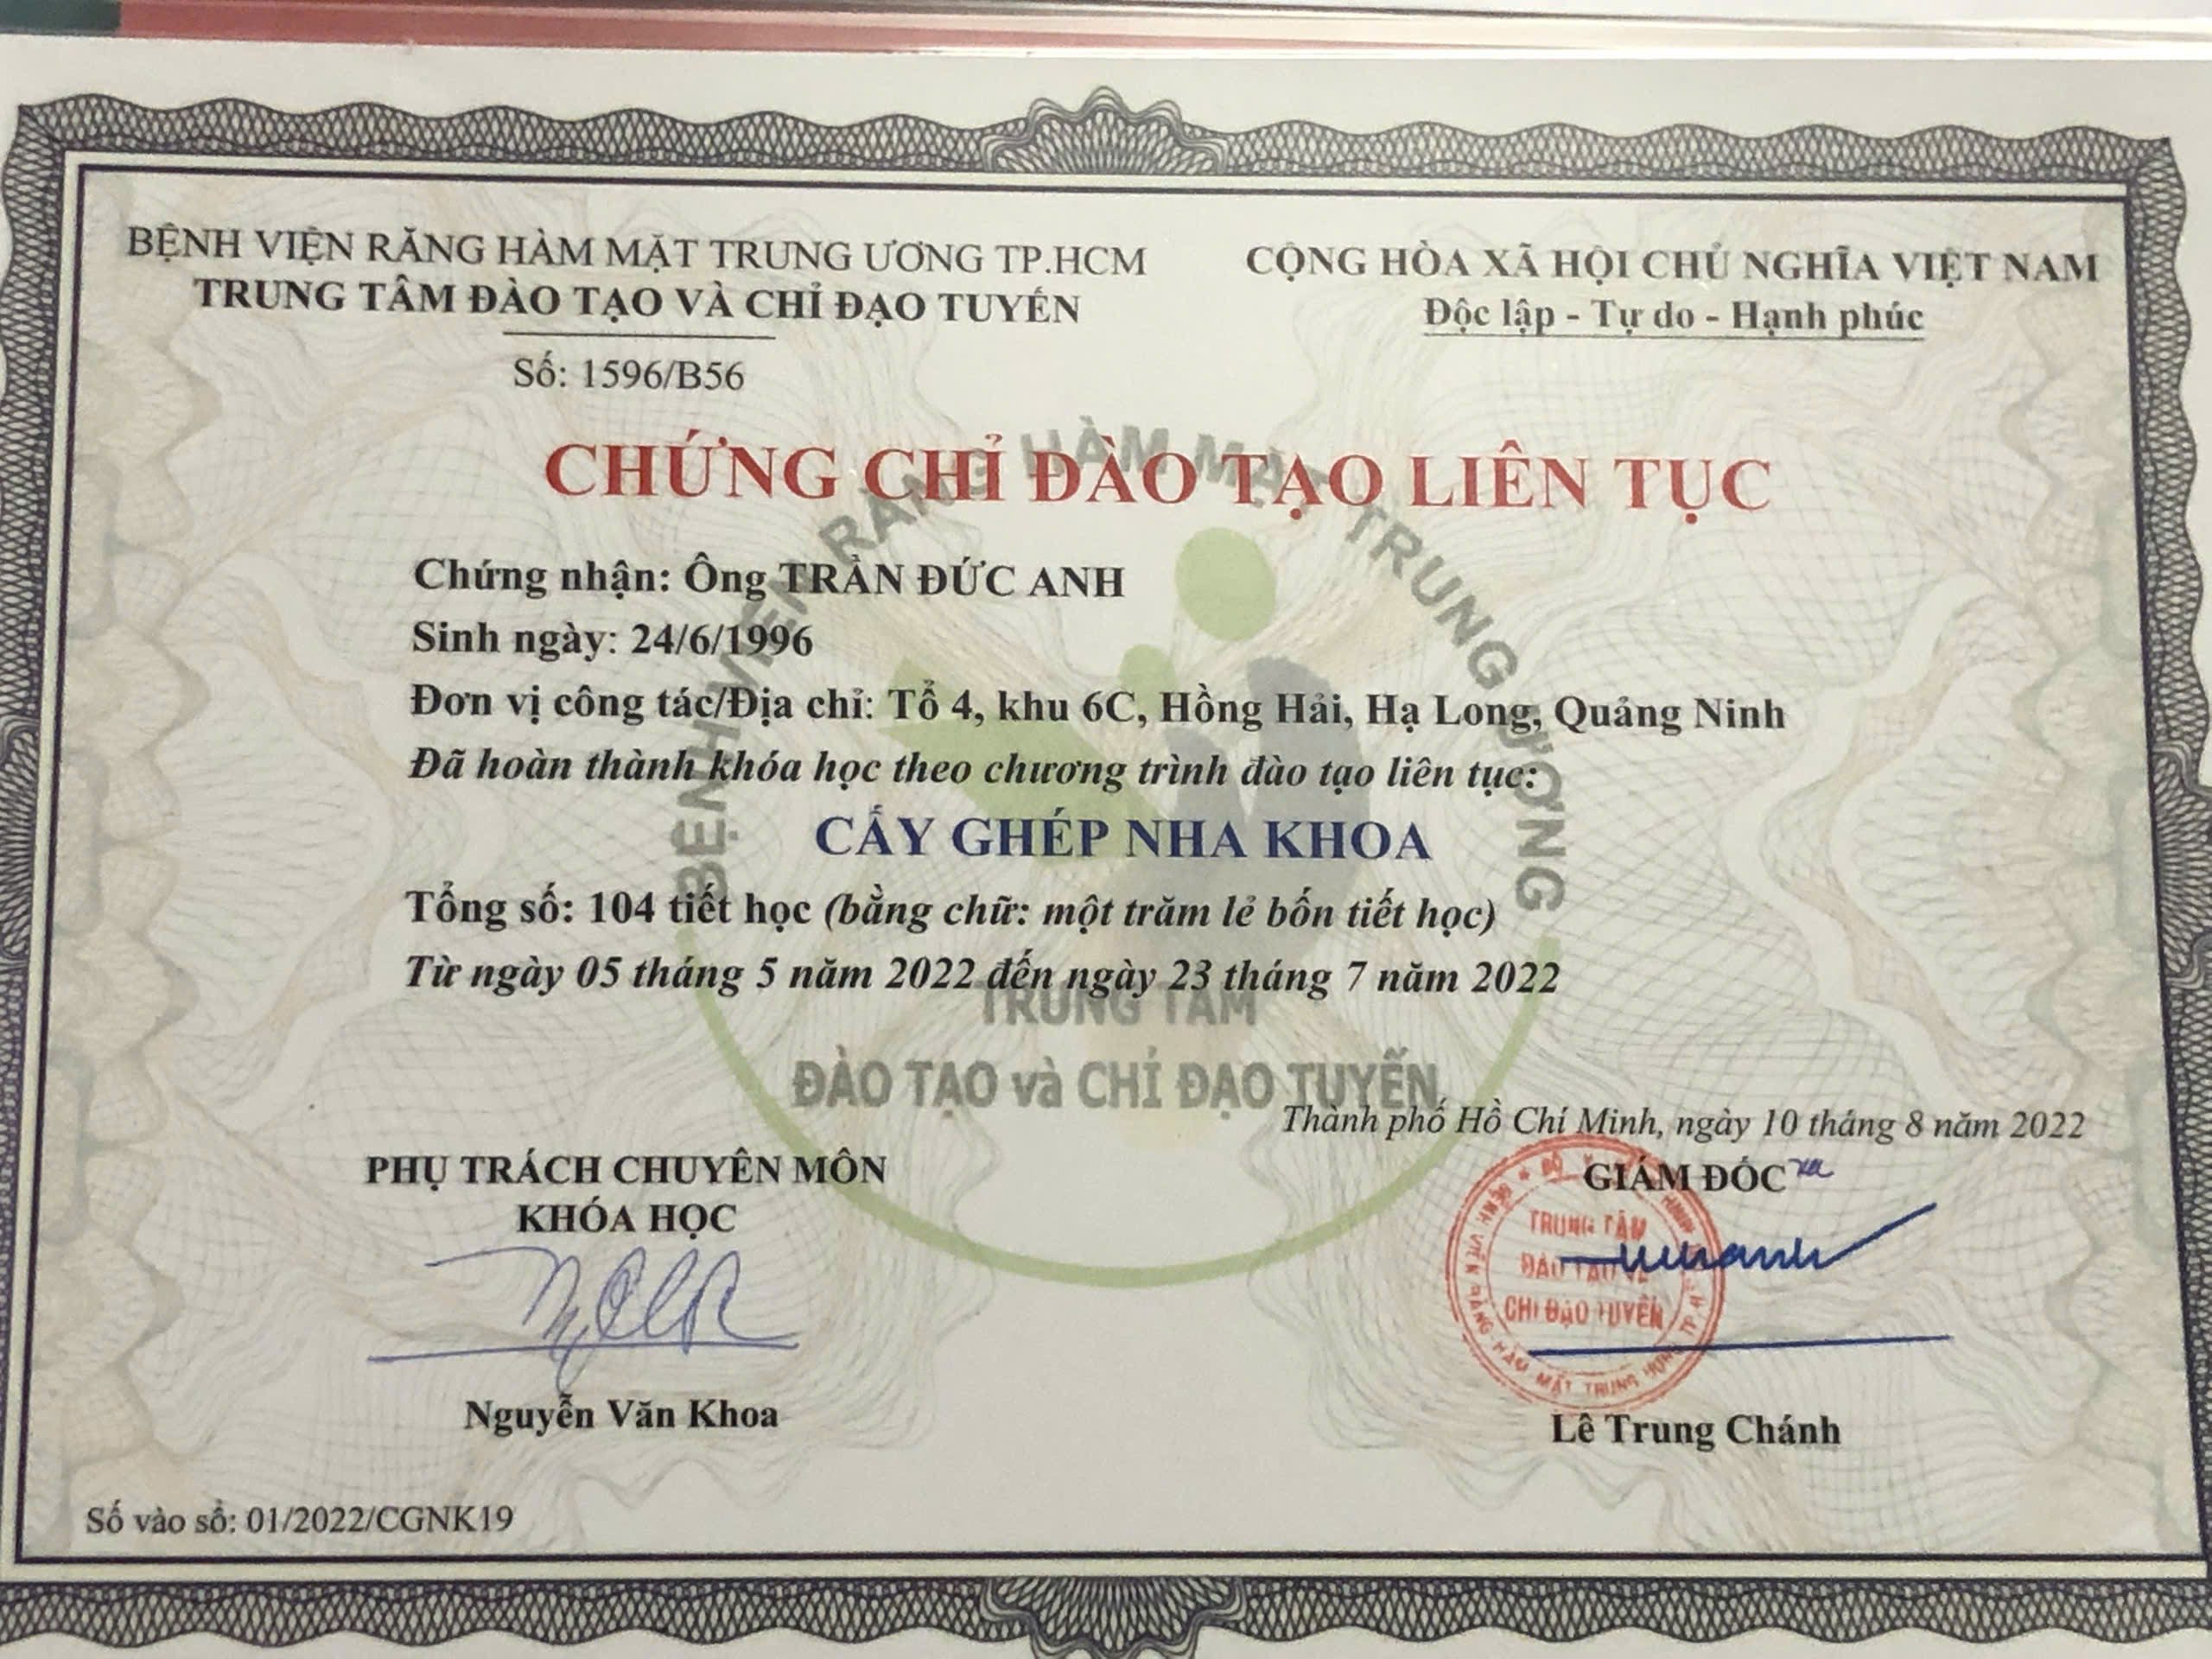 BỆNH VIỆN RĂNG HÀM MẶT TRUNG ƯƠNG TP.HCM
TRUNG TÂM ĐÀO TẠO VÀ CHỈ ĐẠO TUYẾN
Số: 1596/B56
CỘNG HÒA XÃ HỘI CHỦ NGHĨA VIỆT NAM
Độc lập - Tự do - Hạnh phúc
CHỨNG CHỈ ĐÀO TẠO LIÊN TỤC
Chứng nhận: Ông TRẦN ĐỨC ANH
Sinh ngày: 24/6/1996
Đơn vị công tác/Địa chỉ: Tổ 4, khu 6C, Hồng Hải, Hạ Long, Quảng Ninh
Đã hoàn thành khóa học theo chương trình đào tạo liên tục:
CẤY GHÉP NHA KHOA
Tổng số: 104 tiết học (bằng chữ: một trăm lẻ bốn tiết học)
Từ ngày 05 tháng 5 năm 2022 đến ngày 23 tháng 7 năm 2022
BỆNH VIỆN RĂNG HÀM MẶT TRUNG ƯƠNG
TRUNG TÂM
ĐÀO TẠO và CHỈ ĐẠO TUYẾN
Thành phố Hồ Chí Minh, ngày 10 tháng 8 năm 2022
PHỤ TRÁCH CHUYÊN MÔN
KHÓA HỌC
Nguyễn Văn Khoa
GIÁM ĐỐC
TRUNG TÂM
ĐÀO TẠO VÀ
CHỈ ĐẠO TUYẾN
Lê Trung Chánh
Số vào sổ: 01/2022/CGNK19